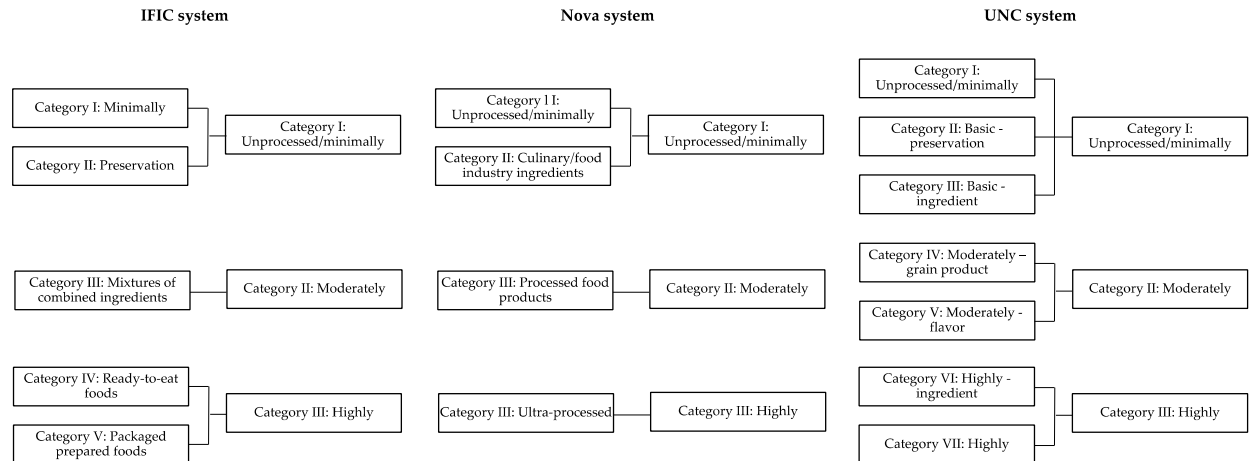 IFIC system
Category I: Minimally
Category II: Preservation
Category I:
Unprocessed/minimally
Category III: Mixtures of
combined ingredients
Category II: Moderately
Category IV: Ready-to-eat
foods
Category V: Packaged
prepared foods
Category III: Highly
Nova system
Category l I:
Unprocessed/minimally
Category II: Culinary/food
industry ingredients
Category I:
Unprocessed/minimally
Category III: Processed food
products
Category II: Moderately
Category III: Ultra-processed
Category III: Highly
UNC system
Category I:
Unprocessed/minimally
Category II: Basic -
preservation
Category III: Basic -
ingredient
Category I:
Unprocessed/minimally
Category IV: Moderately –
grain product
Category V: Moderately -
flavor
Category II: Moderately
Category VI: Highly -
ingredient
Category VII: Highly
Category III: Highly